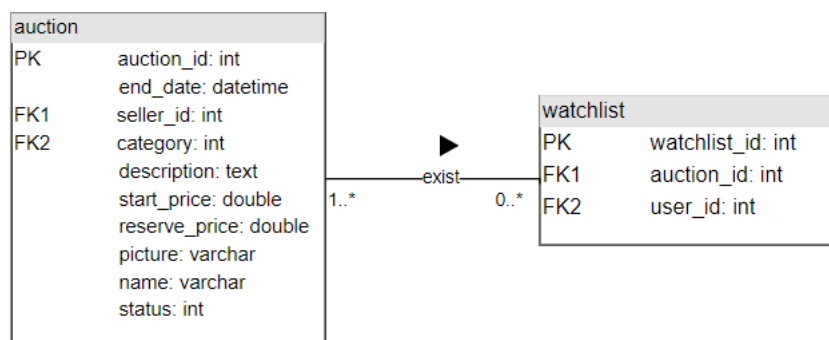 auction
PK auction_id: int
end_date: datetime
FK1 seller_id: int
FK2 category: int
description: text
start_price: double
reserve_price: double
picture: varchar
name: varchar
status: int
exist
1..* 0..*
watchlist
PK watchlist_id: int
FK1 auction_id: int
FK2 user_id: int